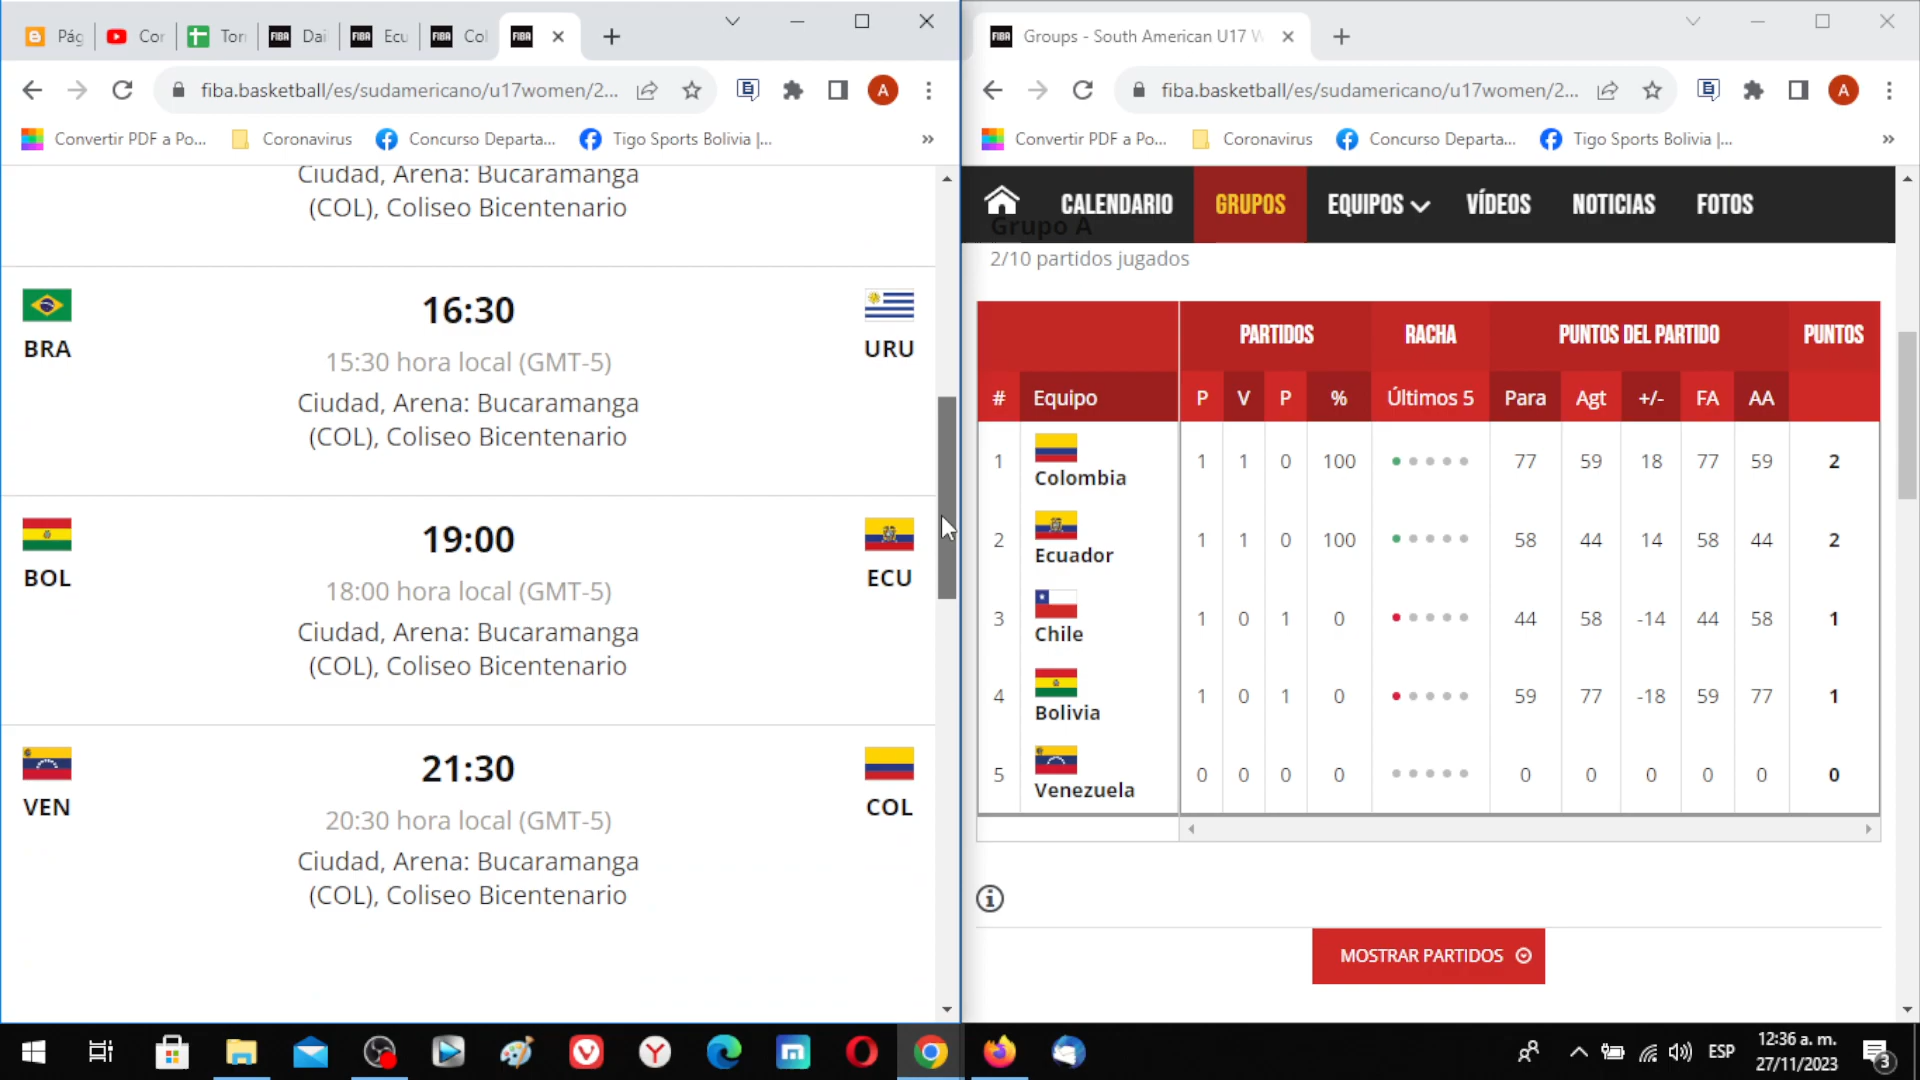 Pág
Cor
Tori
FIBA Dai
FIBA Ecu
FIBA Col
FIBA
fiba.basketball/es/sudamericano/u17women/2...
A
Convertir PDF a Po...
Coronavirus
Concurso Departa...
Tigo Sports Bolivia |...
»
Ciudad, Arena: Bucaramanga
(COL), Coliseo Bicentenario
BRA
16:30
URU
15:30 hora local (GMT-5)
Ciudad, Arena: Bucaramanga
(COL), Coliseo Bicentenario
BOL
19:00
ECU
18:00 hora local (GMT-5)
Ciudad, Arena: Bucaramanga
(COL), Coliseo Bicentenario
VEN
21:30
COL
20:30 hora local (GMT-5)
Ciudad, Arena: Bucaramanga
(COL), Coliseo Bicentenario
FIBA Groups - South American U17 W
fiba.basketball/es/sudamericano/u17women/2...
A
Convertir PDF a Po...
Coronavirus
Concurso Departa...
Tigo Sports Bolivia |...
»
CALENDARIO GRUPOS EQUIPOS VÍDEOS NOTICIAS FOTOS
Grupo A
2/10 partidos jugados
PARTIDOS RACHA PUNTOS DEL PARTIDO PUNTOS
# Equipo P V P % Últimos 5 Para Agt +/- FA AA
1 Colombia 1 1 0 100 77 59 18 77 59 2
2 Ecuador 1 1 0 100 58 44 14 58 44 2
3 Chile 1 0 1 0 44 58 -14 44 58 1
4 Bolivia 1 0 1 0 59 77 -18 59 77 1
5 Venezuela 0 0 0 0 0 0 0 0 0 0
MOSTRAR PARTIDOS
ESP
12:36 a. m.
27/11/2023
3